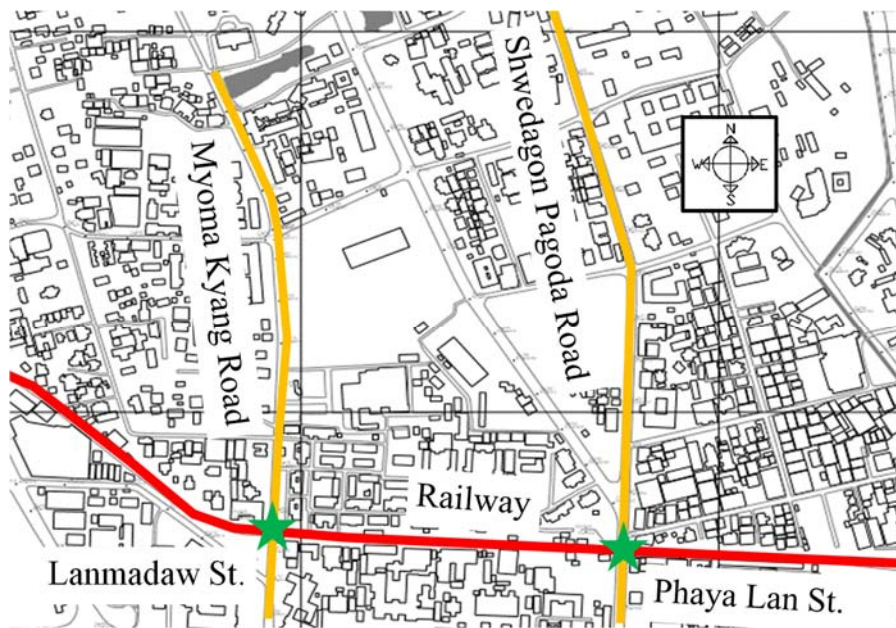 Myoma Kyang Road
Shwedagon Pagoda Road
N
W E
S
Railway
Lanmadaw St.
Phaya Lan St.